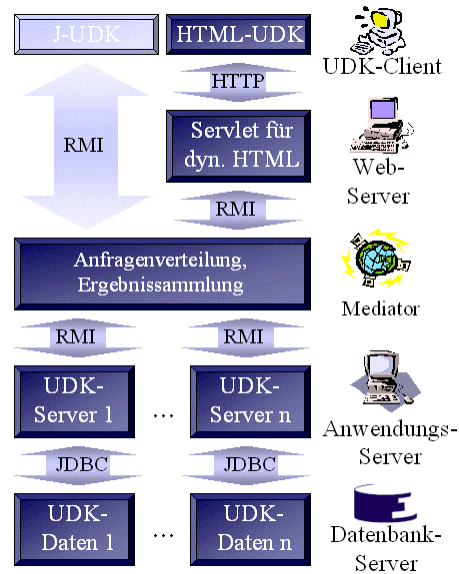 J-UDK
HTML-UDK
UDK-Client
HTTP
RMI
Servlet für
dyn. HTML
Web-
Server
RMI
Anfragenverteilung,
Ergebnissammlung
Mediator
RMI
RMI
UDK-
Server 1
...
UDK-
Server n
Anwendungs-
Server
JDBC
JDBC
UDK-
Daten 1
...
UDK-
Daten n
Datenbank-
Server